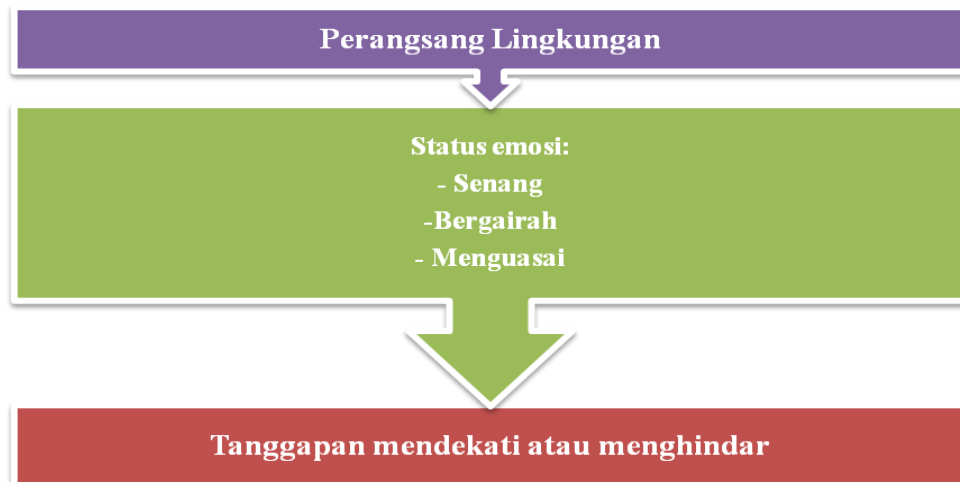 Perangsang Lingkungan
Status emosi:
- Senang
-Bergairah
- Menguasai
Tanggapan mendekati atau menghindar